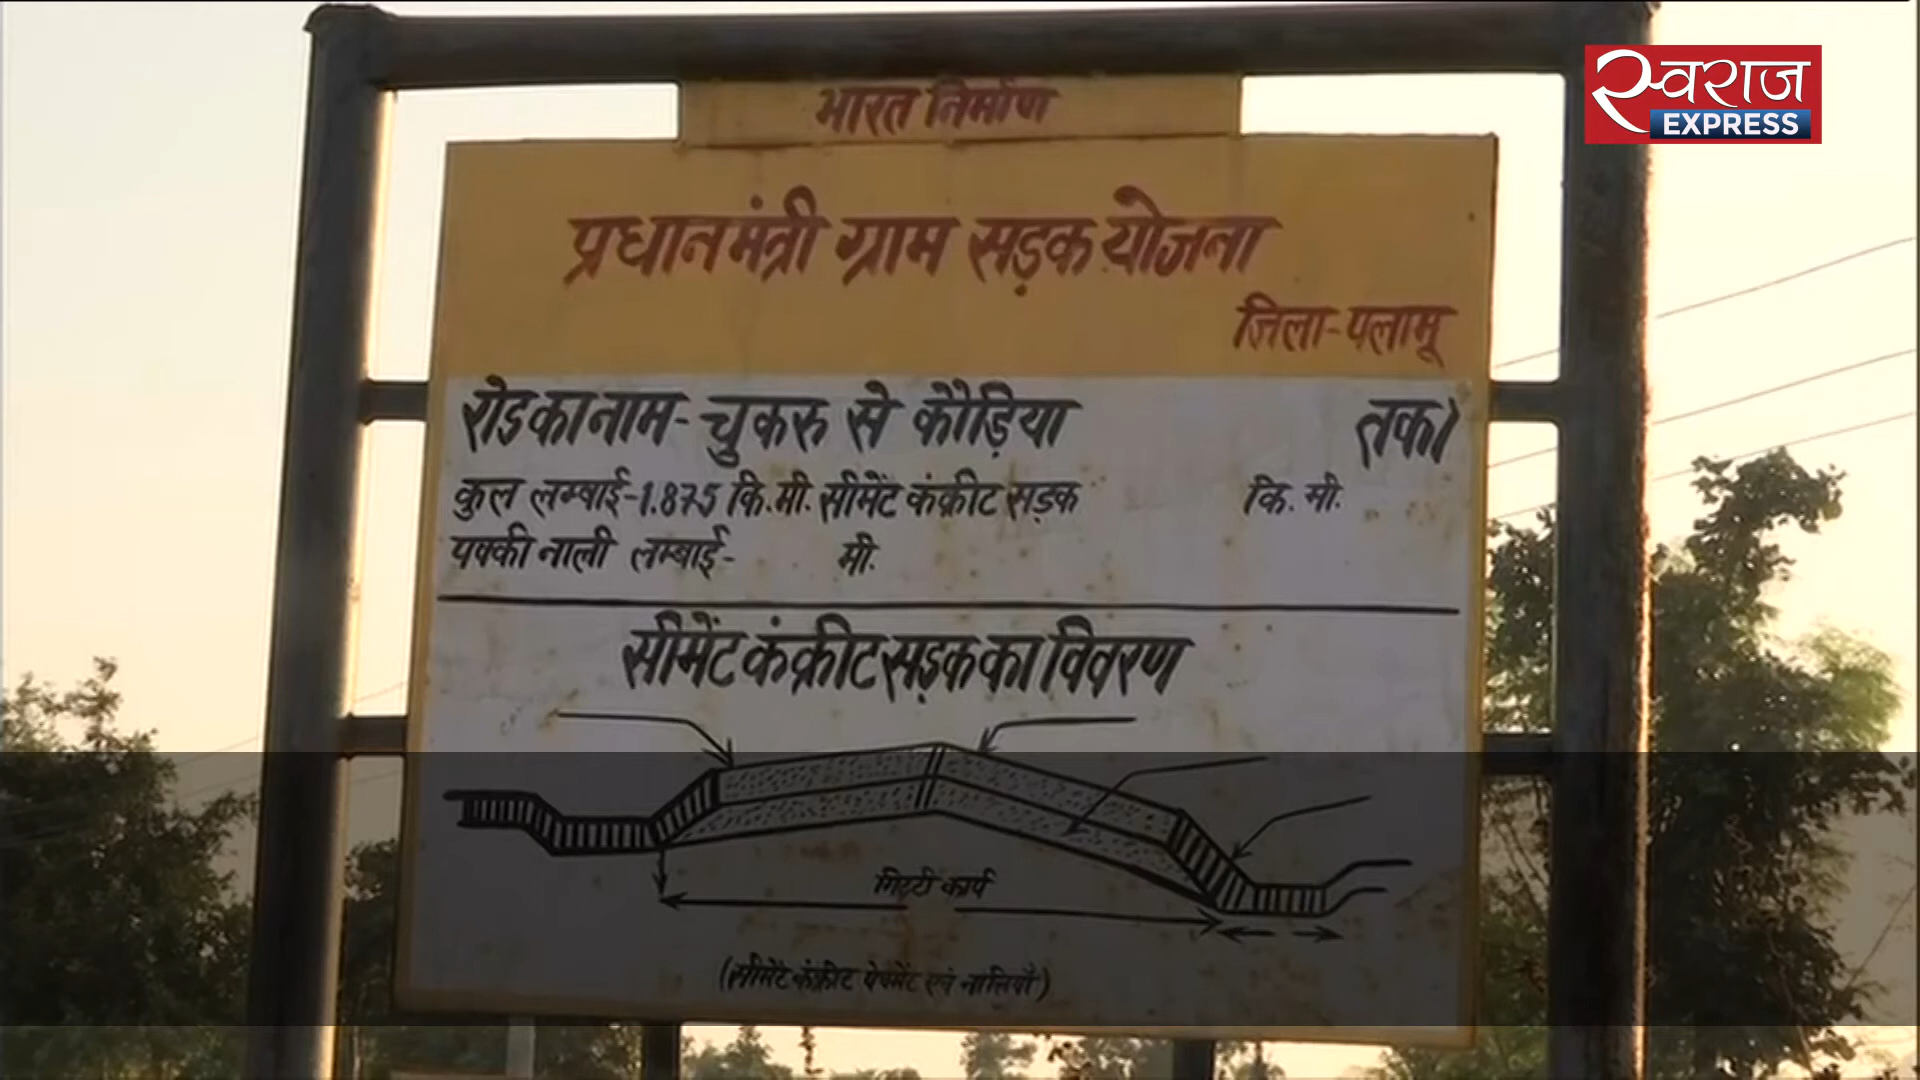 स्वराज
EXPRESS
भारत निर्माण
प्रधानमंत्री ग्राम सड़क योजना
जिला-पलामू
रोड का नाम-चुकरु से कौड़िया तक।
कुल लम्बाई-1.875 कि.मी. सीमेंट कंक्रीट सड़क कि. मी.
पक्की नाली लम्बाई- मी.
सीमेंट कंक्रीट सड़क का विवरण
गिट्टी कार्प
(सीमेंट कंक्रीट पेवमेंट एवं नालियाँ)